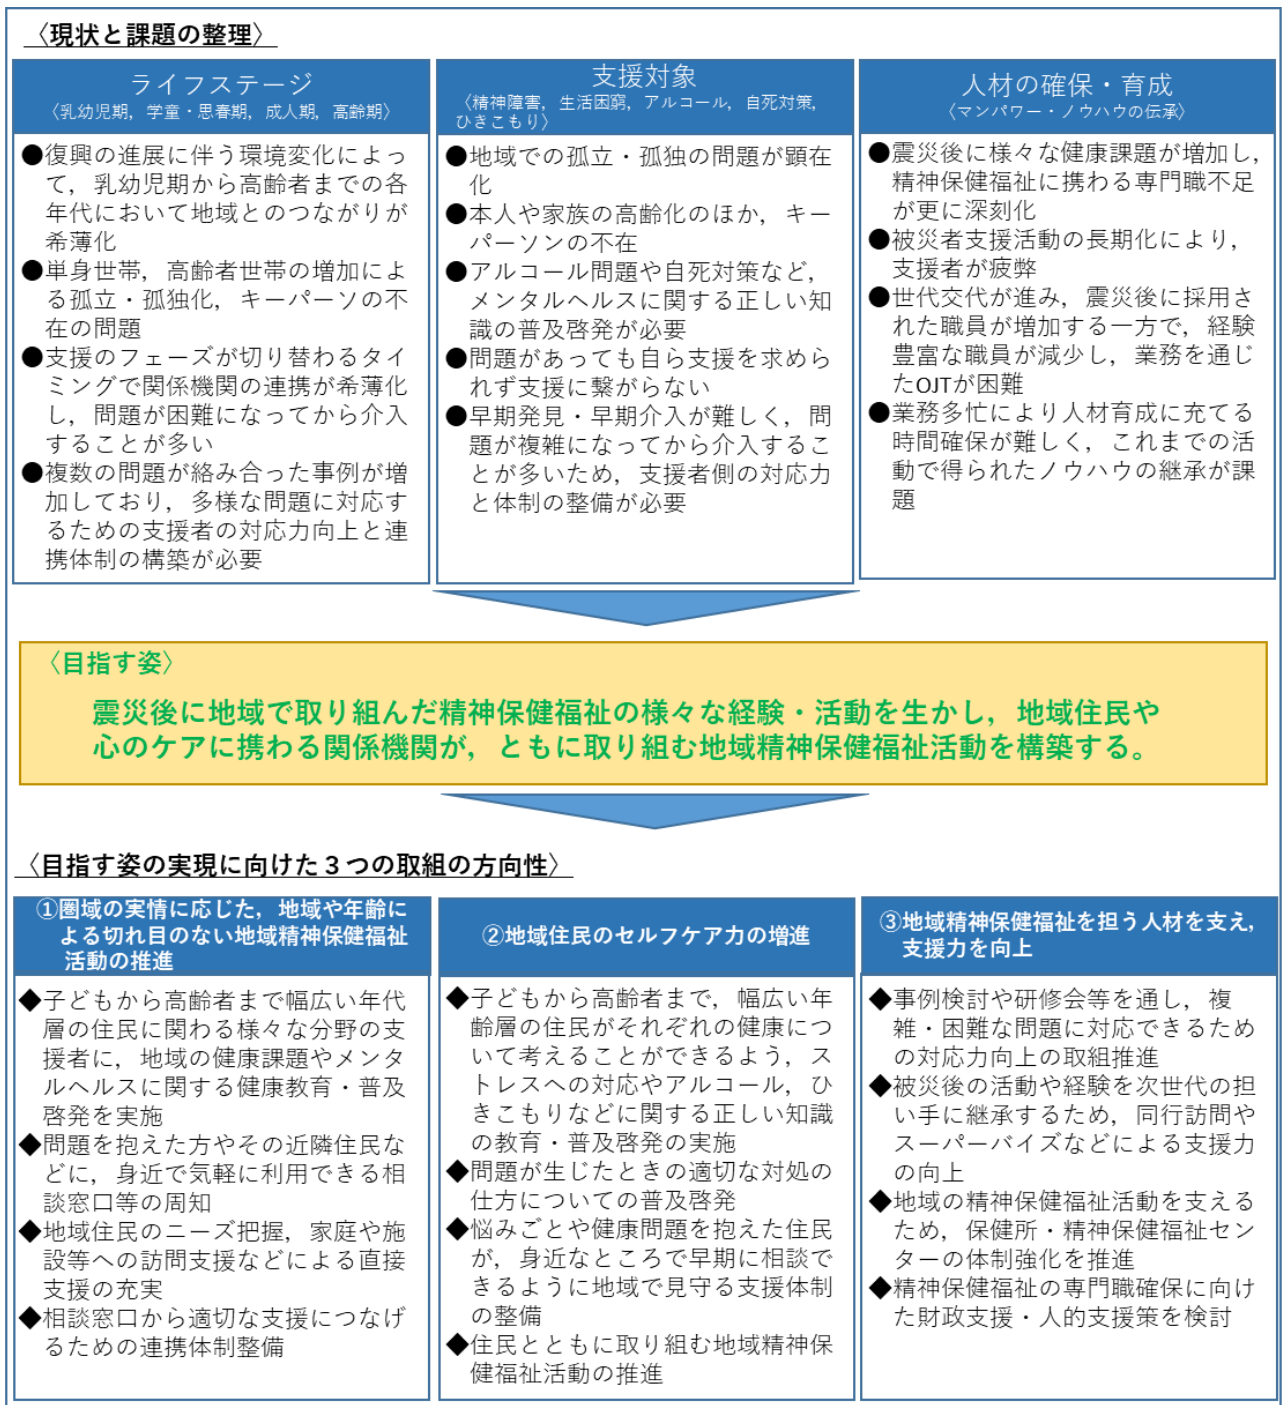 〈現状と課題の整理〉
ライフステージ
〈乳幼児期，学童・思春期，成人期，高齢期〉
●復興の進展に伴う環境変化によっ
て，乳幼児期から高齢者までの各
年代において地域とのつながりが
希薄化
●単身世帯，高齢者世帯の増加によ
る孤立・孤独化，キーパーソの不
在の問題
●支援のフェーズが切り替わるタイ
ミングで関係機関の連携が希薄化
し，問題が困難になってから介入
することが多い
●複数の問題が絡み合った事例が増
加しており，多様な問題に対応す
るための支援者の対応力向上と連
携体制の構築が必要
支援対象
〈精神障害，生活困窮，アルコール，自死対策，
ひきこもり〉
●地域での孤立・孤独の問題が顕在
化
●本人や家族の高齢化のほか，キー
パーソンの不在
●アルコール問題や自死対策など，
メンタルヘルスに関する正しい知
識の普及啓発が必要
●問題があっても自ら支援を求めら
れず支援に繋がらない
●早期発見・早期介入が難しく，問
題が複雑になってから介入するこ
とが多いため，支援者側の対応力
と体制の整備が必要
人材の確保・育成
〈マンパワー・ノウハウの伝承〉
●震災後に様々な健康課題が増加し，
精神保健福祉に携わる専門職不足
が更に深刻化
●被災者支援活動の長期化により，
支援者が疲弊
●世代交代が進み，震災後に採用さ
れた職員が増加する一方で，経験
豊富な職員が減少し，業務を通じ
たOJTが困難
●業務多忙により人材育成に充てる
時間確保が難しく，これまでの活
動で得られたノウハウの継承が課
題
〈目指す姿〉
震災後に地域で取り組んだ精神保健福祉の様々な経験・活動を生かし，地域住民や
心のケアに携わる関係機関が，ともに取り組む地域精神保健福祉活動を構築する。
〈目指す姿の実現に向けた３つの取組の方向性〉
①圏域の実情に応じた，地域や年齢に
よる切れ目のない地域精神保健福祉
活動の推進
◆子どもから高齢者まで幅広い年代
層の住民に関わる様々な分野の支
援者に，地域の健康課題やメンタ
ルヘルスに関する健康教育・普及
啓発を実施
◆問題を抱えた方やその近隣住民な
どに，身近で気軽に利用できる相
談窓口等の周知
◆地域住民のニーズ把握，家庭や施
設等への訪問支援などによる直接
支援の充実
◆相談窓口から適切な支援につなげ
るための連携体制整備
②地域住民のセルフケア力の増進
◆子どもから高齢者まで，幅広い年
齢層の住民がそれぞれの健康につ
いて考えることができるよう，ス
トレスへの対応やアルコール，ひ
きこもりなどに関する正しい知識
の教育・普及啓発の実施
◆問題が生じたときの適切な対処の
仕方についての普及啓発
◆悩みごとや健康問題を抱えた住民
が，身近なところで早期に相談で
きるように地域で見守る支援体制
の整備
◆住民とともに取り組む地域精神保
健福祉活動の推進
③地域精神保健福祉を担う人材を支え，
支援力を向上
◆事例検討や研修会等を通し，複
雑・困難な問題に対応できるため
の対応力向上の取組推進
◆被災後の活動や経験を次世代の担
い手に継承するため，同行訪問や
スーパーバイズなどによる支援力
の向上
◆地域の精神保健福祉活動を支える
ため，保健所・精神保健福祉セン
ターの体制強化を推進
◆精神保健福祉の専門職確保に向け
た財政支援・人的支援策を検討